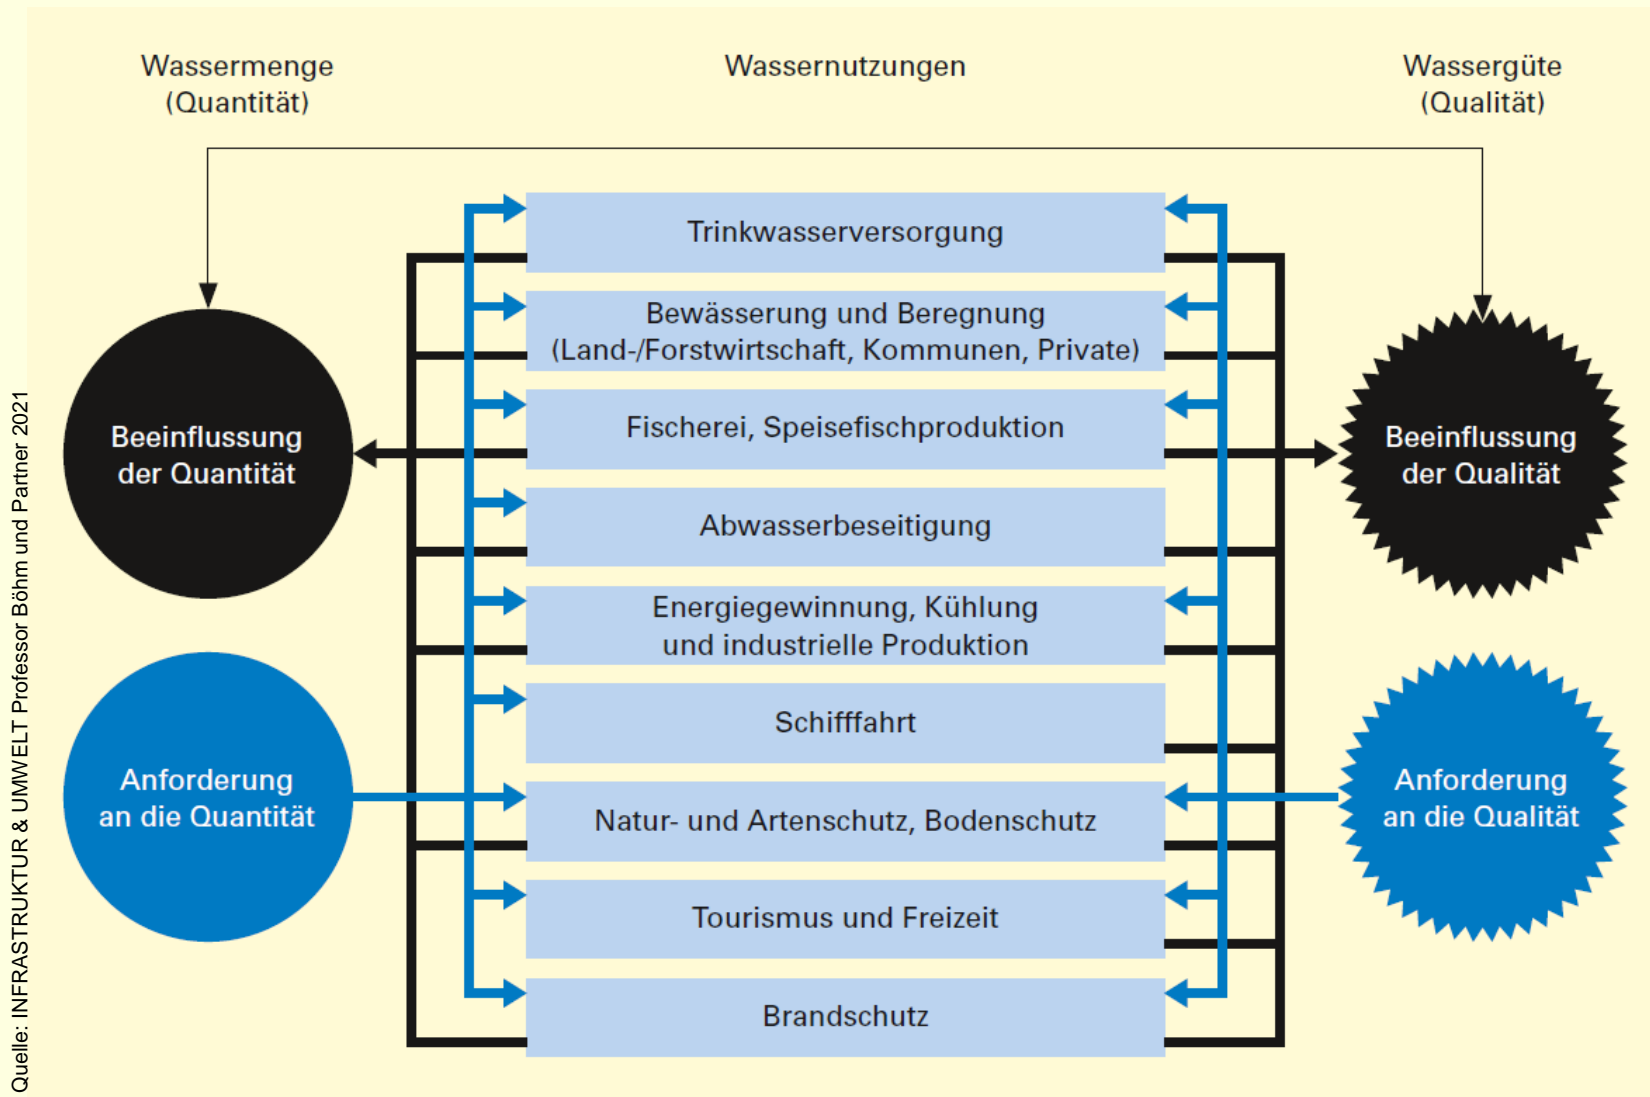 Wassermenge
(Quantität)
Wassernutzungen
Wassergüte
(Qualität)
Trinkwasserversorgung
Bewässerung und Beregnung
(Land-/Forstwirtschaft, Kommunen, Private)
Fischerei, Speisefischproduktion
Abwasserbeseitigung
Energiegewinnung, Kühlung
und industrielle Produktion
Schifffahrt
Natur- und Artenschutz, Bodenschutz
Tourismus und Freizeit
Brandschutz
Beeinflussung
der Quantität
Anforderung
an die Quantität
Beeinflussung
der Qualität
Anforderung
an die Qualität
Quelle: INFRASTRUKTUR & UMWELT Professor Böhm und Partner 2021